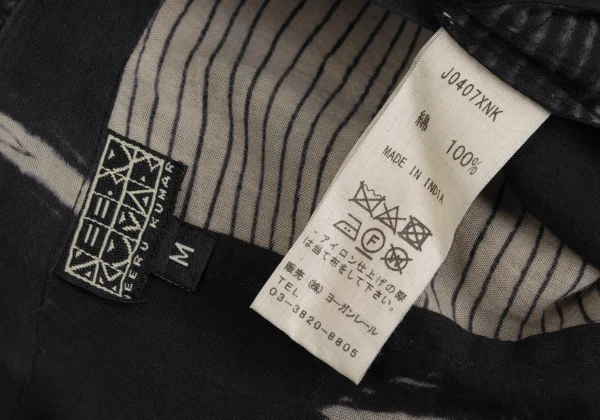 NEERU
KUMAR
NEERU KUMAR
M
J0407XNK
綿 100%
MADE IN INDIA
F
・アイロン仕上げの際
は当て布をして下さい。
販売 (株) ヨーガンレール
TEL
03-3820-8805